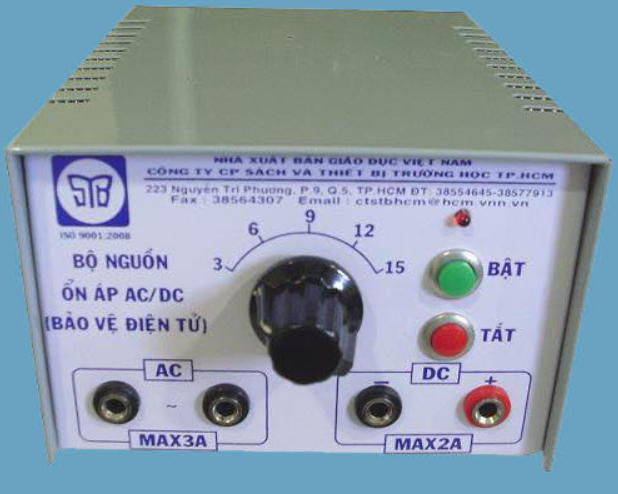 NHÀ XUẤT BẢN GIÁO DỤC VIỆT NAM
CÔNG TY CP SÁCH VÀ THIẾT BỊ TRƯỜNG HỌC TP.HCM
223 Nguyễn Tri Phương, P.9, Q.5, TP.HCM ĐT: 38554645-38577913
Fax : 38564307 Email : ctstbhcm@hcm.vnn.vn
STB
ISO 9001:2008
BỘ NGUỒN
ỔN ÁP AC/DC
(BẢO VỆ ĐIỆN TỬ)
3 6 9 12 15
BẬT
TẮT
AC
~
MAX3A
DC
– +
MAX2A